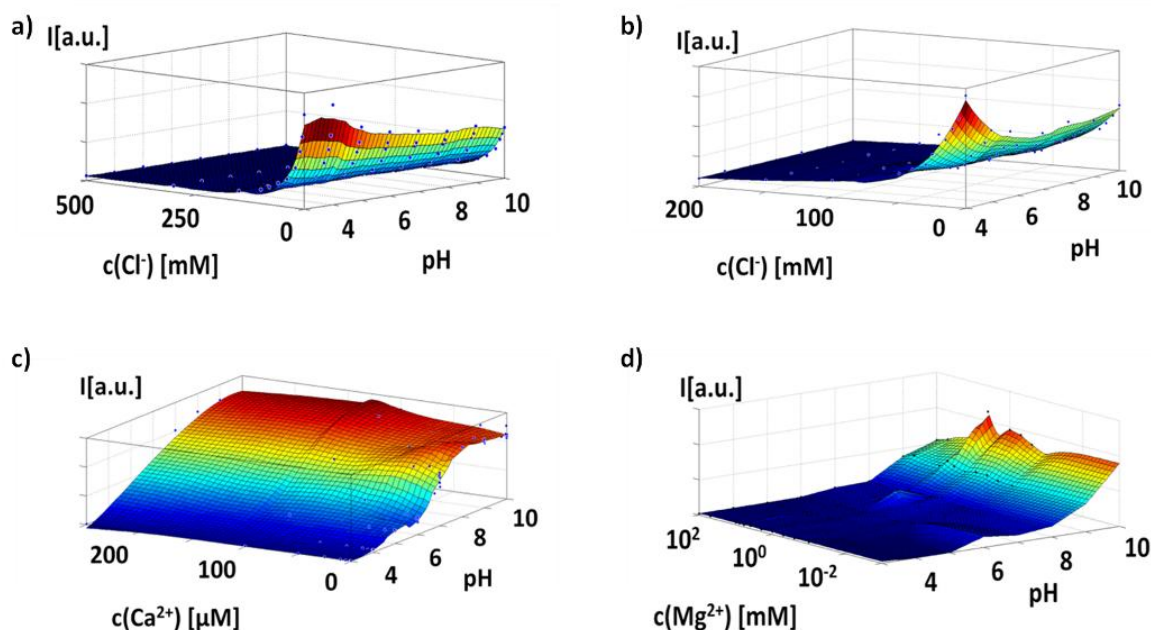 a)
I[a.u.]
500
250
0
4
6
8
10
c(Cl⁻) [mM]
pH
b)
I[a.u.]
200
100
0
4
6
8
10
c(Cl⁻) [mM]
pH
c)
I[a.u.]
200
100
0
4
6
8
10
c(Ca²⁺) [µM]
pH
d)
I[a.u.]
10²
10⁰
10⁻²
4
6
8
10
c(Mg²⁺) [mM]
pH